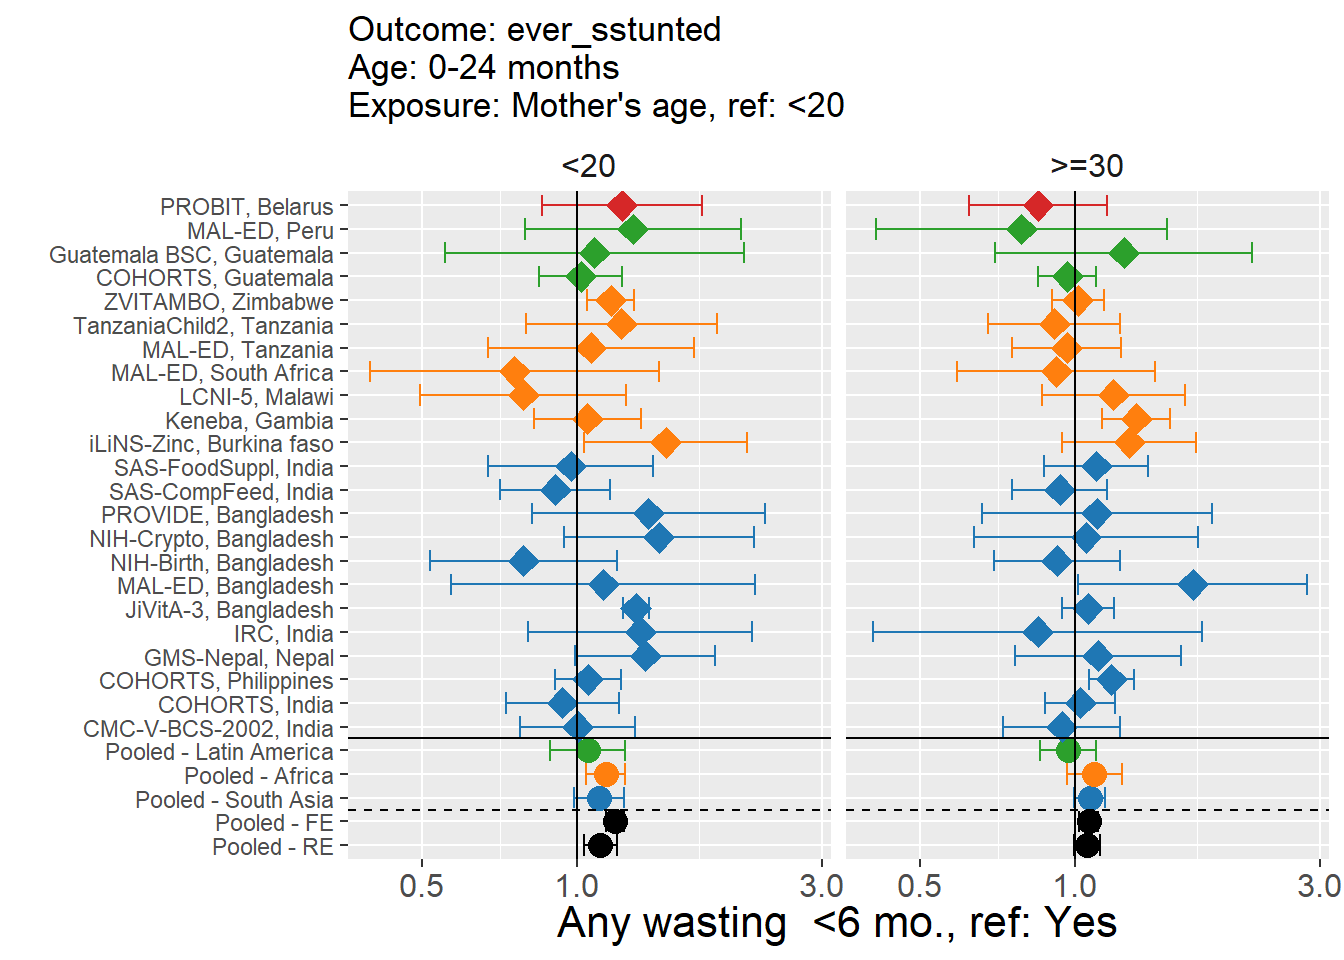 Outcome: ever_sstunted
Age: 0-24 months
Exposure: Mother's age, ref: <20
<20
>=30
PROBIT, Belarus
MAL-ED, Peru
Guatemala BSC, Guatemala
COHORTS, Guatemala
ZVITAMBO, Zimbabwe
TanzaniaChild2, Tanzania
MAL-ED, Tanzania
MAL-ED, South Africa
LCNI-5, Malawi
Keneba, Gambia
iLiNS-Zinc, Burkina faso
SAS-FoodSuppl, India
SAS-CompFeed, India
PROVIDE, Bangladesh
NIH-Crypto, Bangladesh
NIH-Birth, Bangladesh
MAL-ED, Bangladesh
JiVitA-3, Bangladesh
IRC, India
GMS-Nepal, Nepal
COHORTS, Philippines
COHORTS, India
CMC-V-BCS-2002, India
Pooled - Latin America
Pooled - Africa
Pooled - South Asia
Pooled - FE
Pooled - RE
0.5 1.0 3.0 0.5 1.0 3.0
Any wasting  <6 mo., ref: Yes